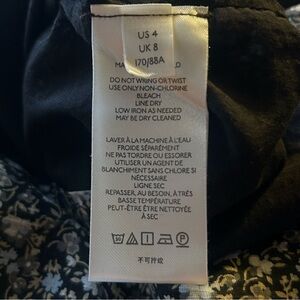 US 4
UK 8
170/88A
DO NOT WRING OR TWIST
USE ONLY NON-CHLORINE
BLEACH
LINE DRY
LOW IRON AS NEEDED
MAY BE DRY CLEANED
LAVER À LA MACHINE À L'EAU-
FROIDE SÉPARÉMENT
NE PAS TORDRE OU ESSORER
UTILISER UN AGENT DE
BLANCHIMENT SANS CHLORE SI
NÉCESSAIRE
LIGNE SEC
REPASSER, AU BESOIN, À TRÈS
BASSE TEMPÉRATURE
PEUT-ÊTRE ÊTRE NETTOYÉE
À SEC
不可拧绞